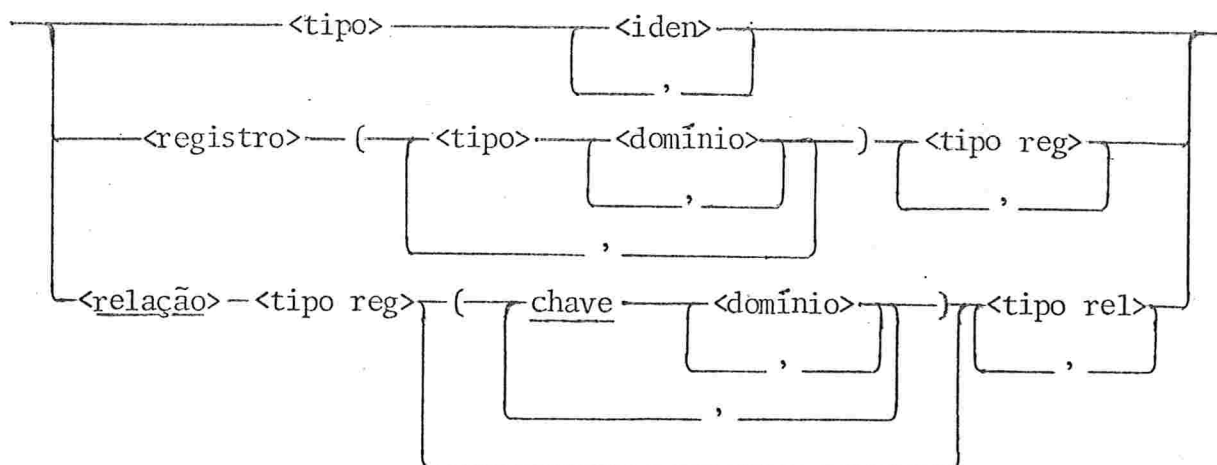 <tipo> <iden>
,
<registro> ( <tipo> <domínio> ) <tipo reg>
, ,
,
<relação> <tipo reg> ( chave <domínio> ) <tipo rel>
, ,
,